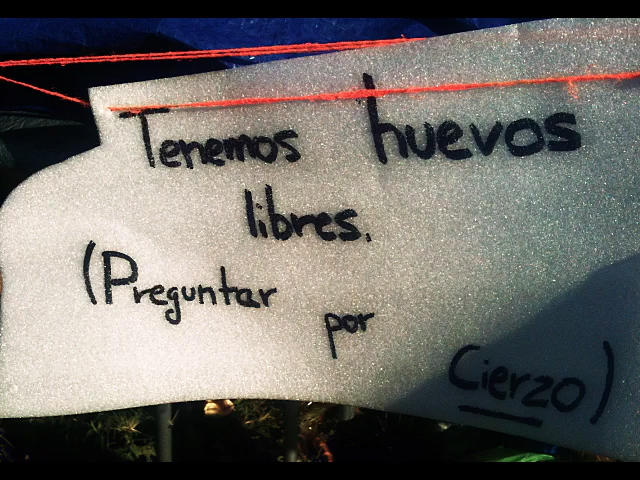 Tenemos huevos
libres.
(Preguntar
por
Cierzo)